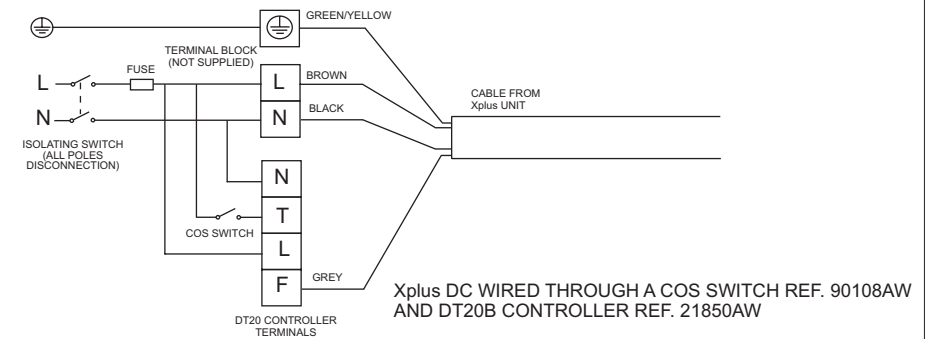 GREEN/YELLOW
TERMINAL BLOCK
(NOT SUPPLIED)
FUSE
L
L
BROWN
N
N
BLACK
CABLE FROM
Xplus UNIT
ISOLATING SWITCH
(ALL POLES
DISCONNECTION)
N
T
COS SWITCH
L
F
GREY
Xplus DC WIRED THROUGH A COS SWITCH REF. 90108AW
AND DT20B CONTROLLER REF. 21850AW
DT20 CONTROLLER
TERMINALS